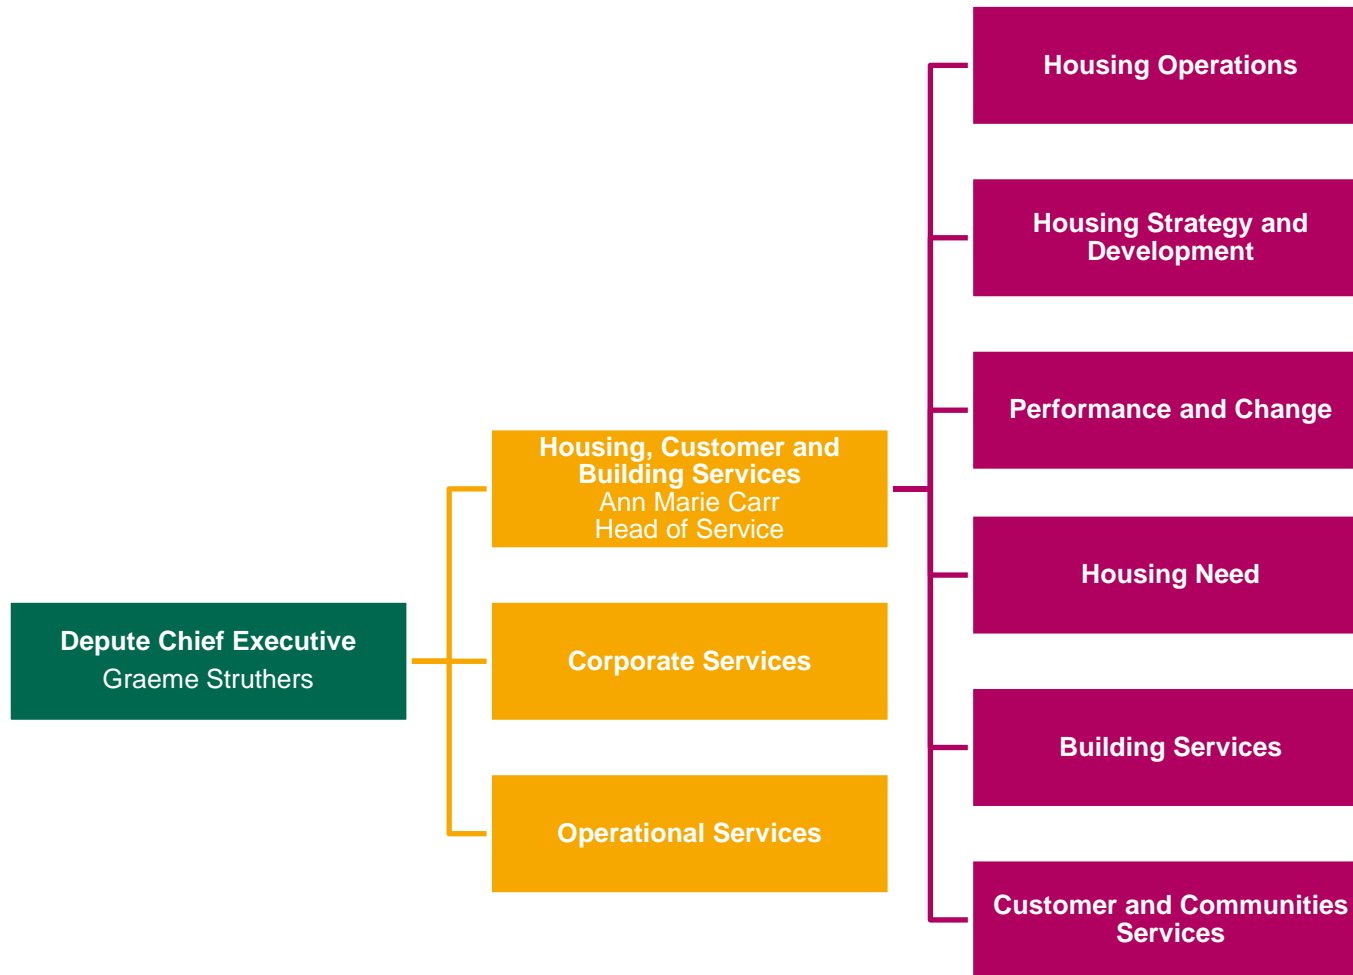 Depute Chief Executive
Graeme Struthers
Housing, Customer and
Building Services
Ann Marie Carr
Head of Service
Corporate Services
Operational Services
Housing Operations
Housing Strategy and
Development
Performance and Change
Housing Need
Building Services
Customer and Communities
Services